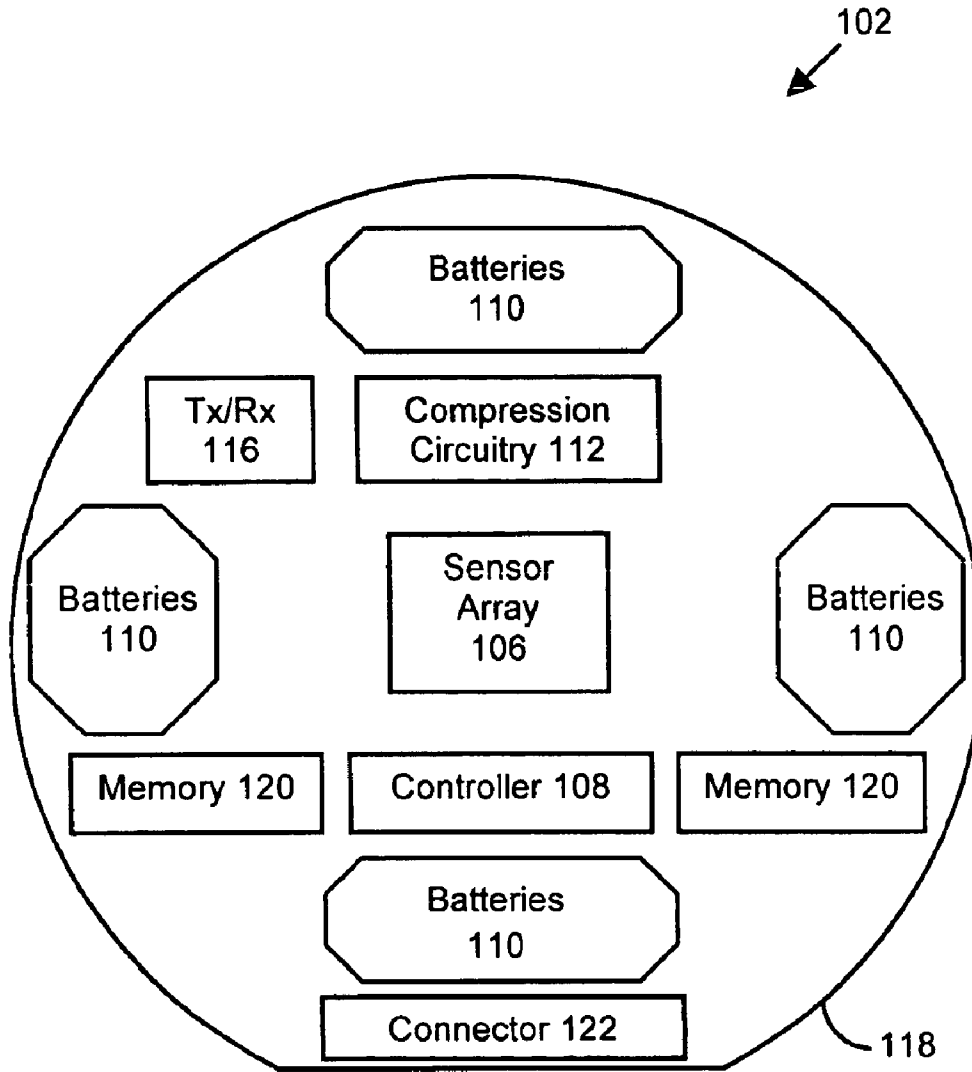 102
Batteries
110
Tx/Rx
116
Compression
Circuitry 112
Batteries
110
Sensor
Array
106
Batteries
110
Memory 120
Controller 108
Memory 120
Batteries
110
Connector 122
118